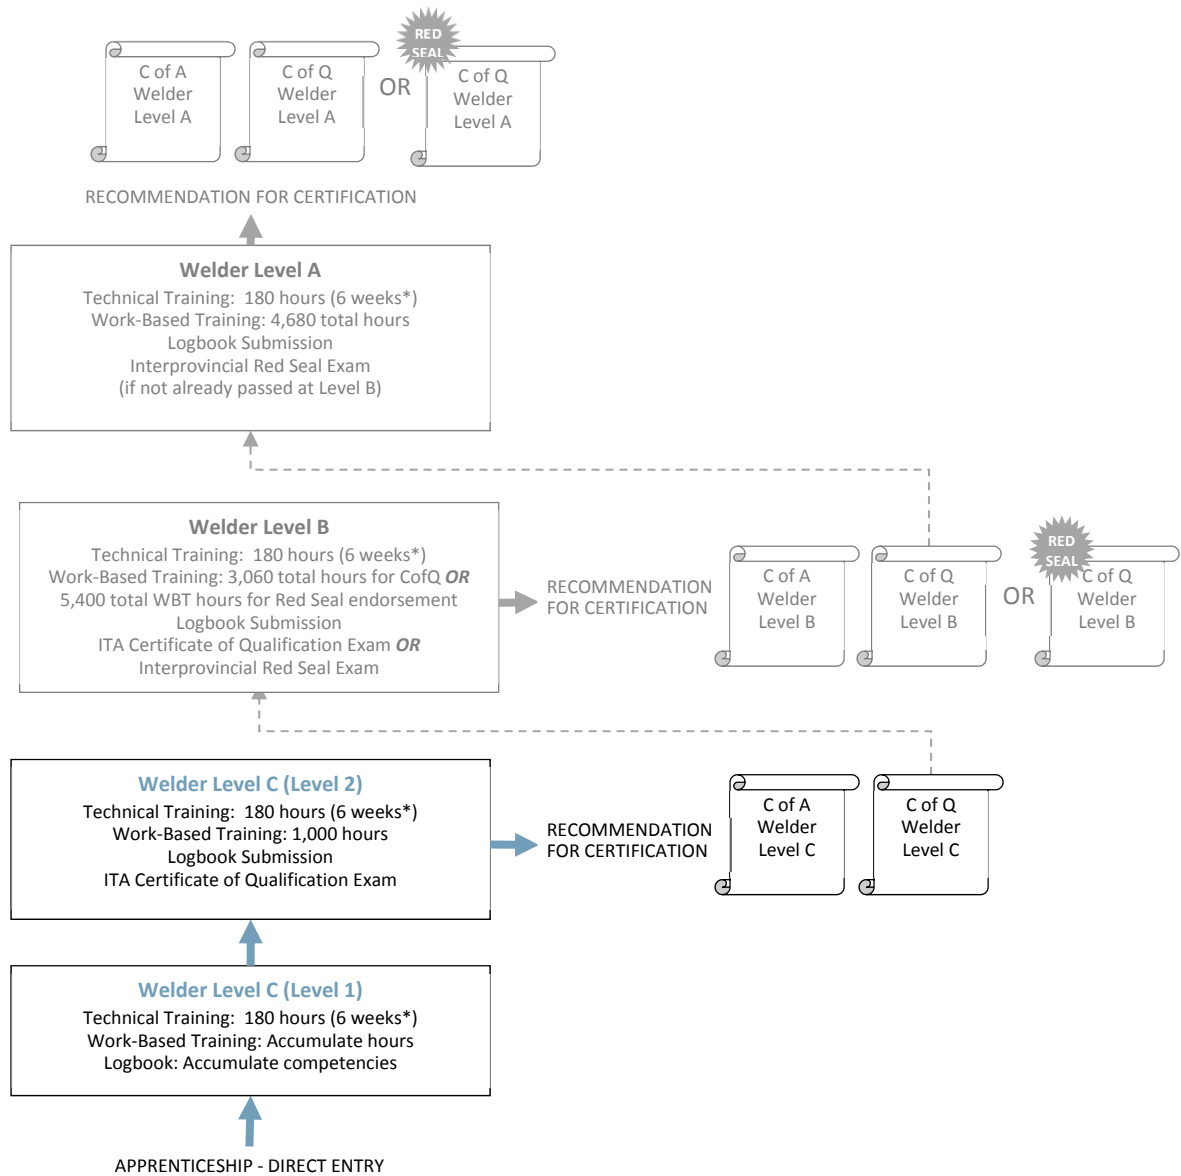 RED
SEAL
C of A
Welder
Level A
C of Q
Welder
Level A
OR
C of Q
Welder
Level A
RECOMMENDATION FOR CERTIFICATION
Welder Level A
Technical Training:  180 hours (6 weeks*)
Work-Based Training: 4,680 total hours
Logbook Submission
Interprovincial Red Seal Exam
(if not already passed at Level B)
Welder Level B
Technical Training:  180 hours (6 weeks*)
Work-Based Training: 3,060 total hours for CofQ OR
5,400 total WBT hours for Red Seal endorsement
Logbook Submission
ITA Certificate of Qualification Exam OR
Interprovincial Red Seal Exam
RECOMMENDATION
FOR CERTIFICATION
C of A
Welder
Level B
C of Q
Welder
Level B
OR
RED
SEAL
C of Q
Welder
Level B
Welder Level C (Level 2)
Technical Training:  180 hours (6 weeks*)
Work-Based Training: 1,000 hours
Logbook Submission
ITA Certificate of Qualification Exam
RECOMMENDATION
FOR CERTIFICATION
C of A
Welder
Level C
C of Q
Welder
Level C
Welder Level C (Level 1)
Technical Training:  180 hours (6 weeks*)
Work-Based Training: Accumulate hours
Logbook: Accumulate competencies
APPRENTICESHIP - DIRECT ENTRY